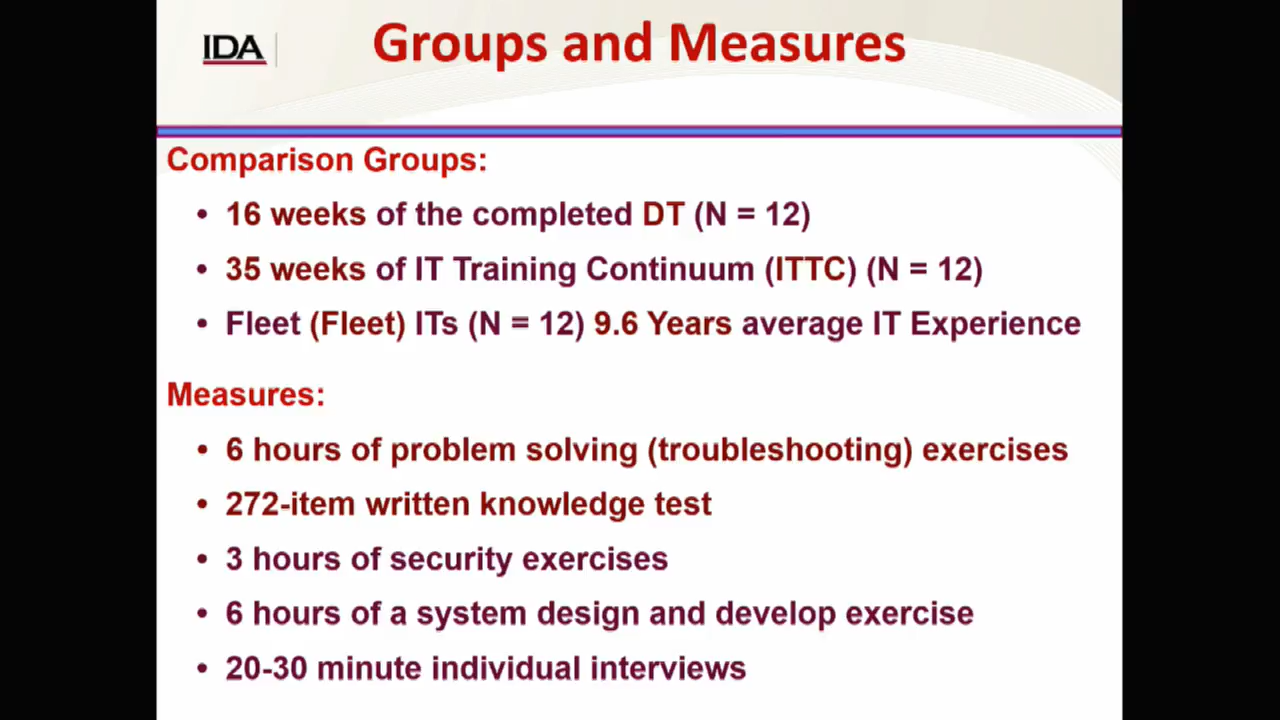 IDA
Groups and Measures
Comparison Groups:
• 16 weeks of the completed DT (N = 12)
• 35 weeks of IT Training Continuum (ITTC) (N = 12)
• Fleet (Fleet) ITs (N = 12) 9.6 Years average IT Experience
Measures:
• 6 hours of problem solving (troubleshooting) exercises
• 272-item written knowledge test
• 3 hours of security exercises
• 6 hours of a system design and develop exercise
• 20-30 minute individual interviews